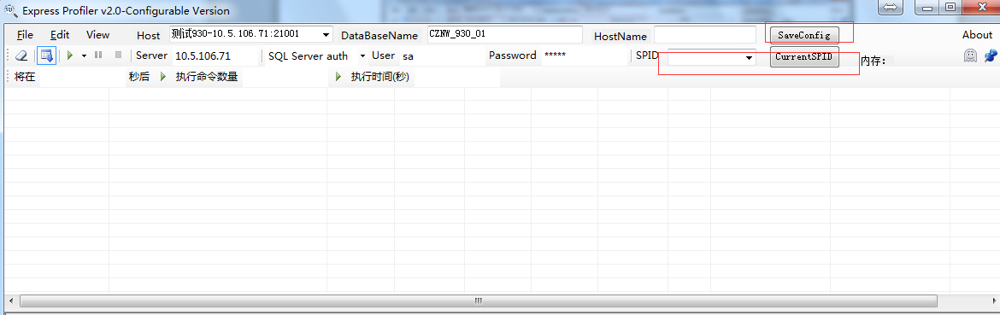 Express Profiler v2.0-Configurable Version
File Edit View Host 测试930-10.5.106.71:21001 DataBaseName CZNW_930_01 HostName SaveConfig About
Server 10.5.106.71 SQL Server auth User sa Password ***** SPID CurrentSPID 内存：
将在 秒后 执行命令数量 执行时间(秒)